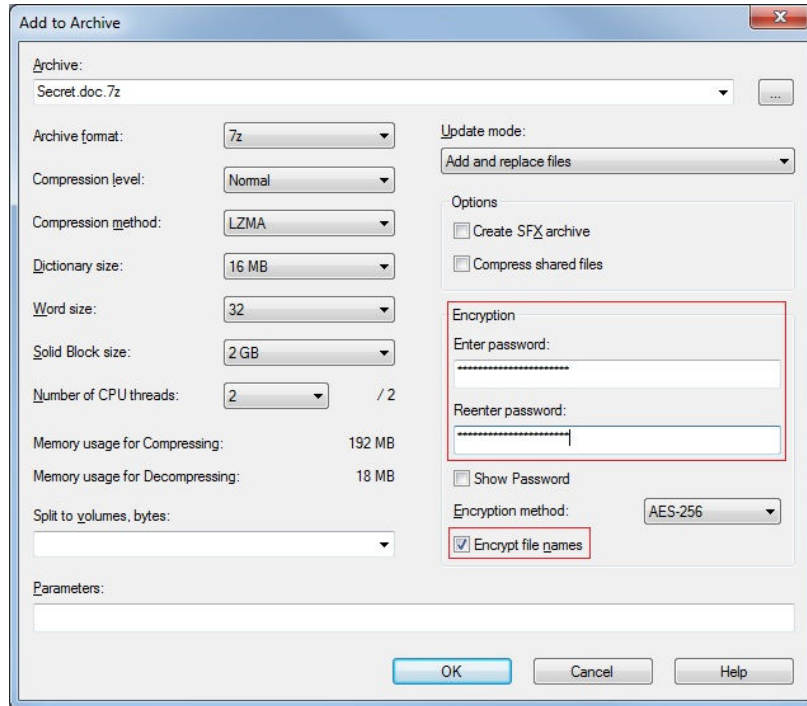 Add to Archive
Archive:
Secret.doc.7z
...
Archive format:
7z
Compression level:
Normal
Compression method:
LZMA
Dictionary size:
16 MB
Word size:
32
Solid Block size:
2 GB
Number of CPU threads:
2
/ 2
Memory usage for Compressing:
192 MB
Memory usage for Decompressing:
18 MB
Split to volumes, bytes:
Update mode:
Add and replace files
Options
Create SFX archive
Compress shared files
Encryption
Enter password:
Reenter password:
Show Password
Encryption method:
AES-256
Encrypt file names
Parameters:
OK
Cancel
Help